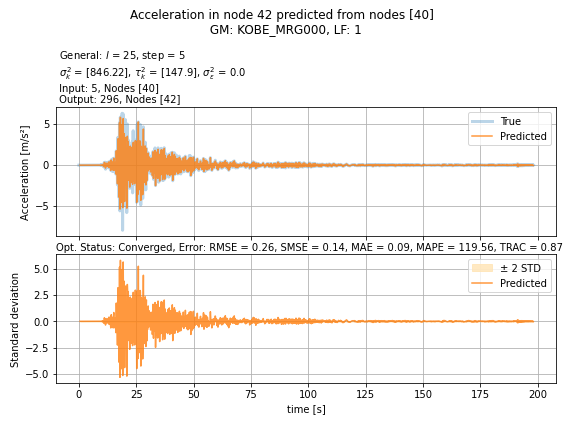 Acceleration in node 42 predicted from nodes [40]
GM: KOBE_MRG000, LF: 1
General: l = 25, step = 5
σ²ₖ = [846.22], τ²ₖ = [147.9], σ²ε = 0.0
Input: 5, Nodes [40]
Output: 296, Nodes [42]
Acceleration [m/s²]
5
0
−5
True
Predicted
Opt. Status: Converged, Error: RMSE = 0.26, SMSE = 0.14, MAE = 0.09, MAPE = 119.56, TRAC = 0.87
Standard deviation
5.0
2.5
0.0
−2.5
−5.0
± 2 STD
Predicted
0 25 50 75 100 125 150 175 200
time [s]